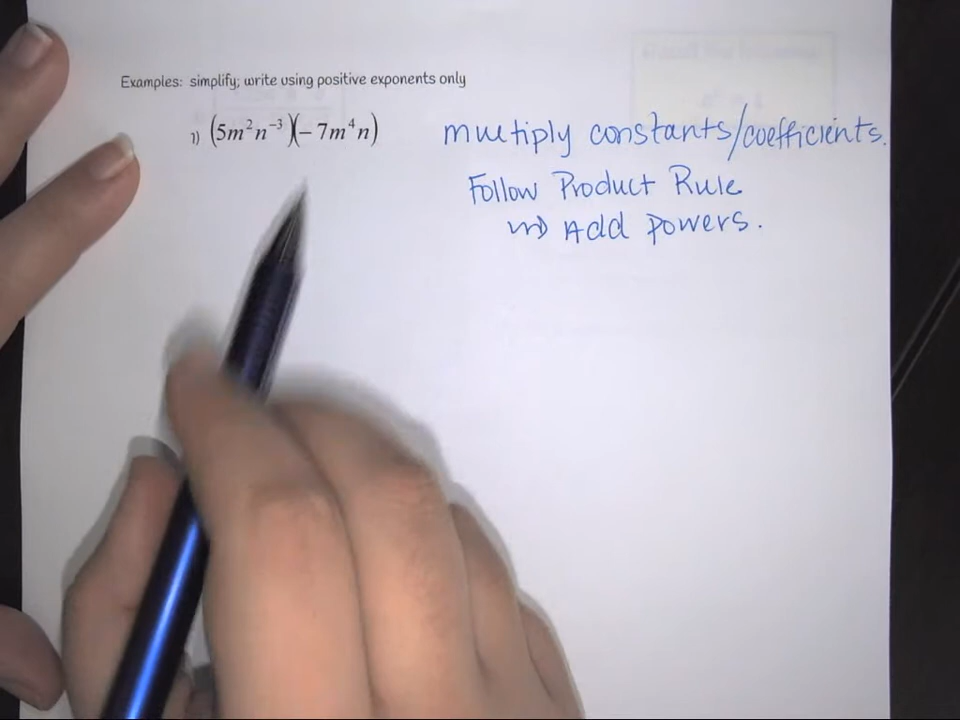 Examples: simplify; write using positive exponents only
1) (5m²n⁻³)(−7m⁴n)
multiply constants/coefficients.
Follow Product Rule
⇝ Add powers.